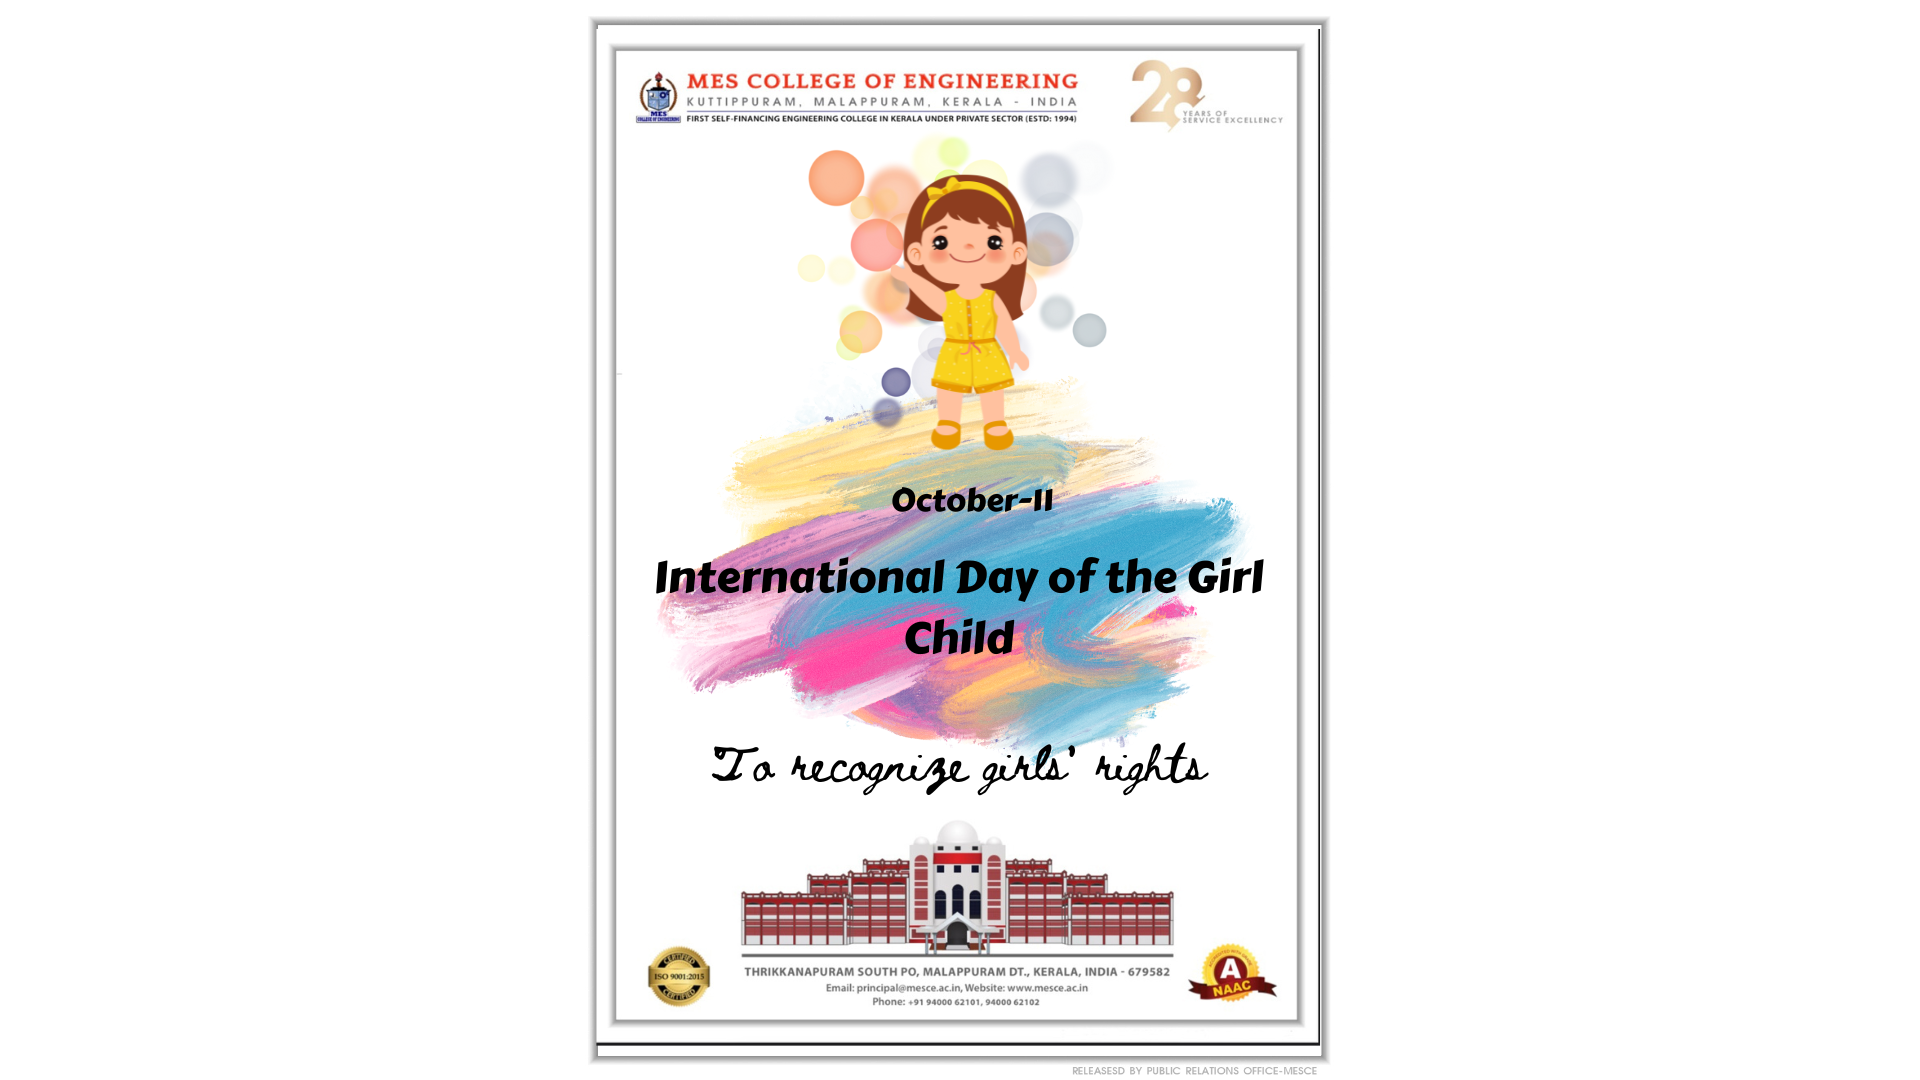 MES COLLEGE OF ENGINEERING
KUTTIPPURAM, MALAPPURAM, KERALA - INDIA
FIRST SELF-FINANCING ENGINEERING COLLEGE IN KERALA UNDER PRIVATE SECTOR (ESTD: 1994)
MES
COLLEGE OF ENGINEERING
28
YEARS OF
SERVICE EXCELLENCY
October-11
International Day of the Girl
Child
To recognize girls' rights
CERTIFIED
ISO 9001:2015
CERTIFIED
THRIKKANAPURAM SOUTH PO, MALAPPURAM DT., KERALA, INDIA - 679582
Email: principal@mesce.ac.in, Website: www.mesce.ac.in
Phone: +91 94000 62101, 94000 62102
A
NAAC
RELEASESD BY PUBLIC RELATIONS OFFICE-MESCE